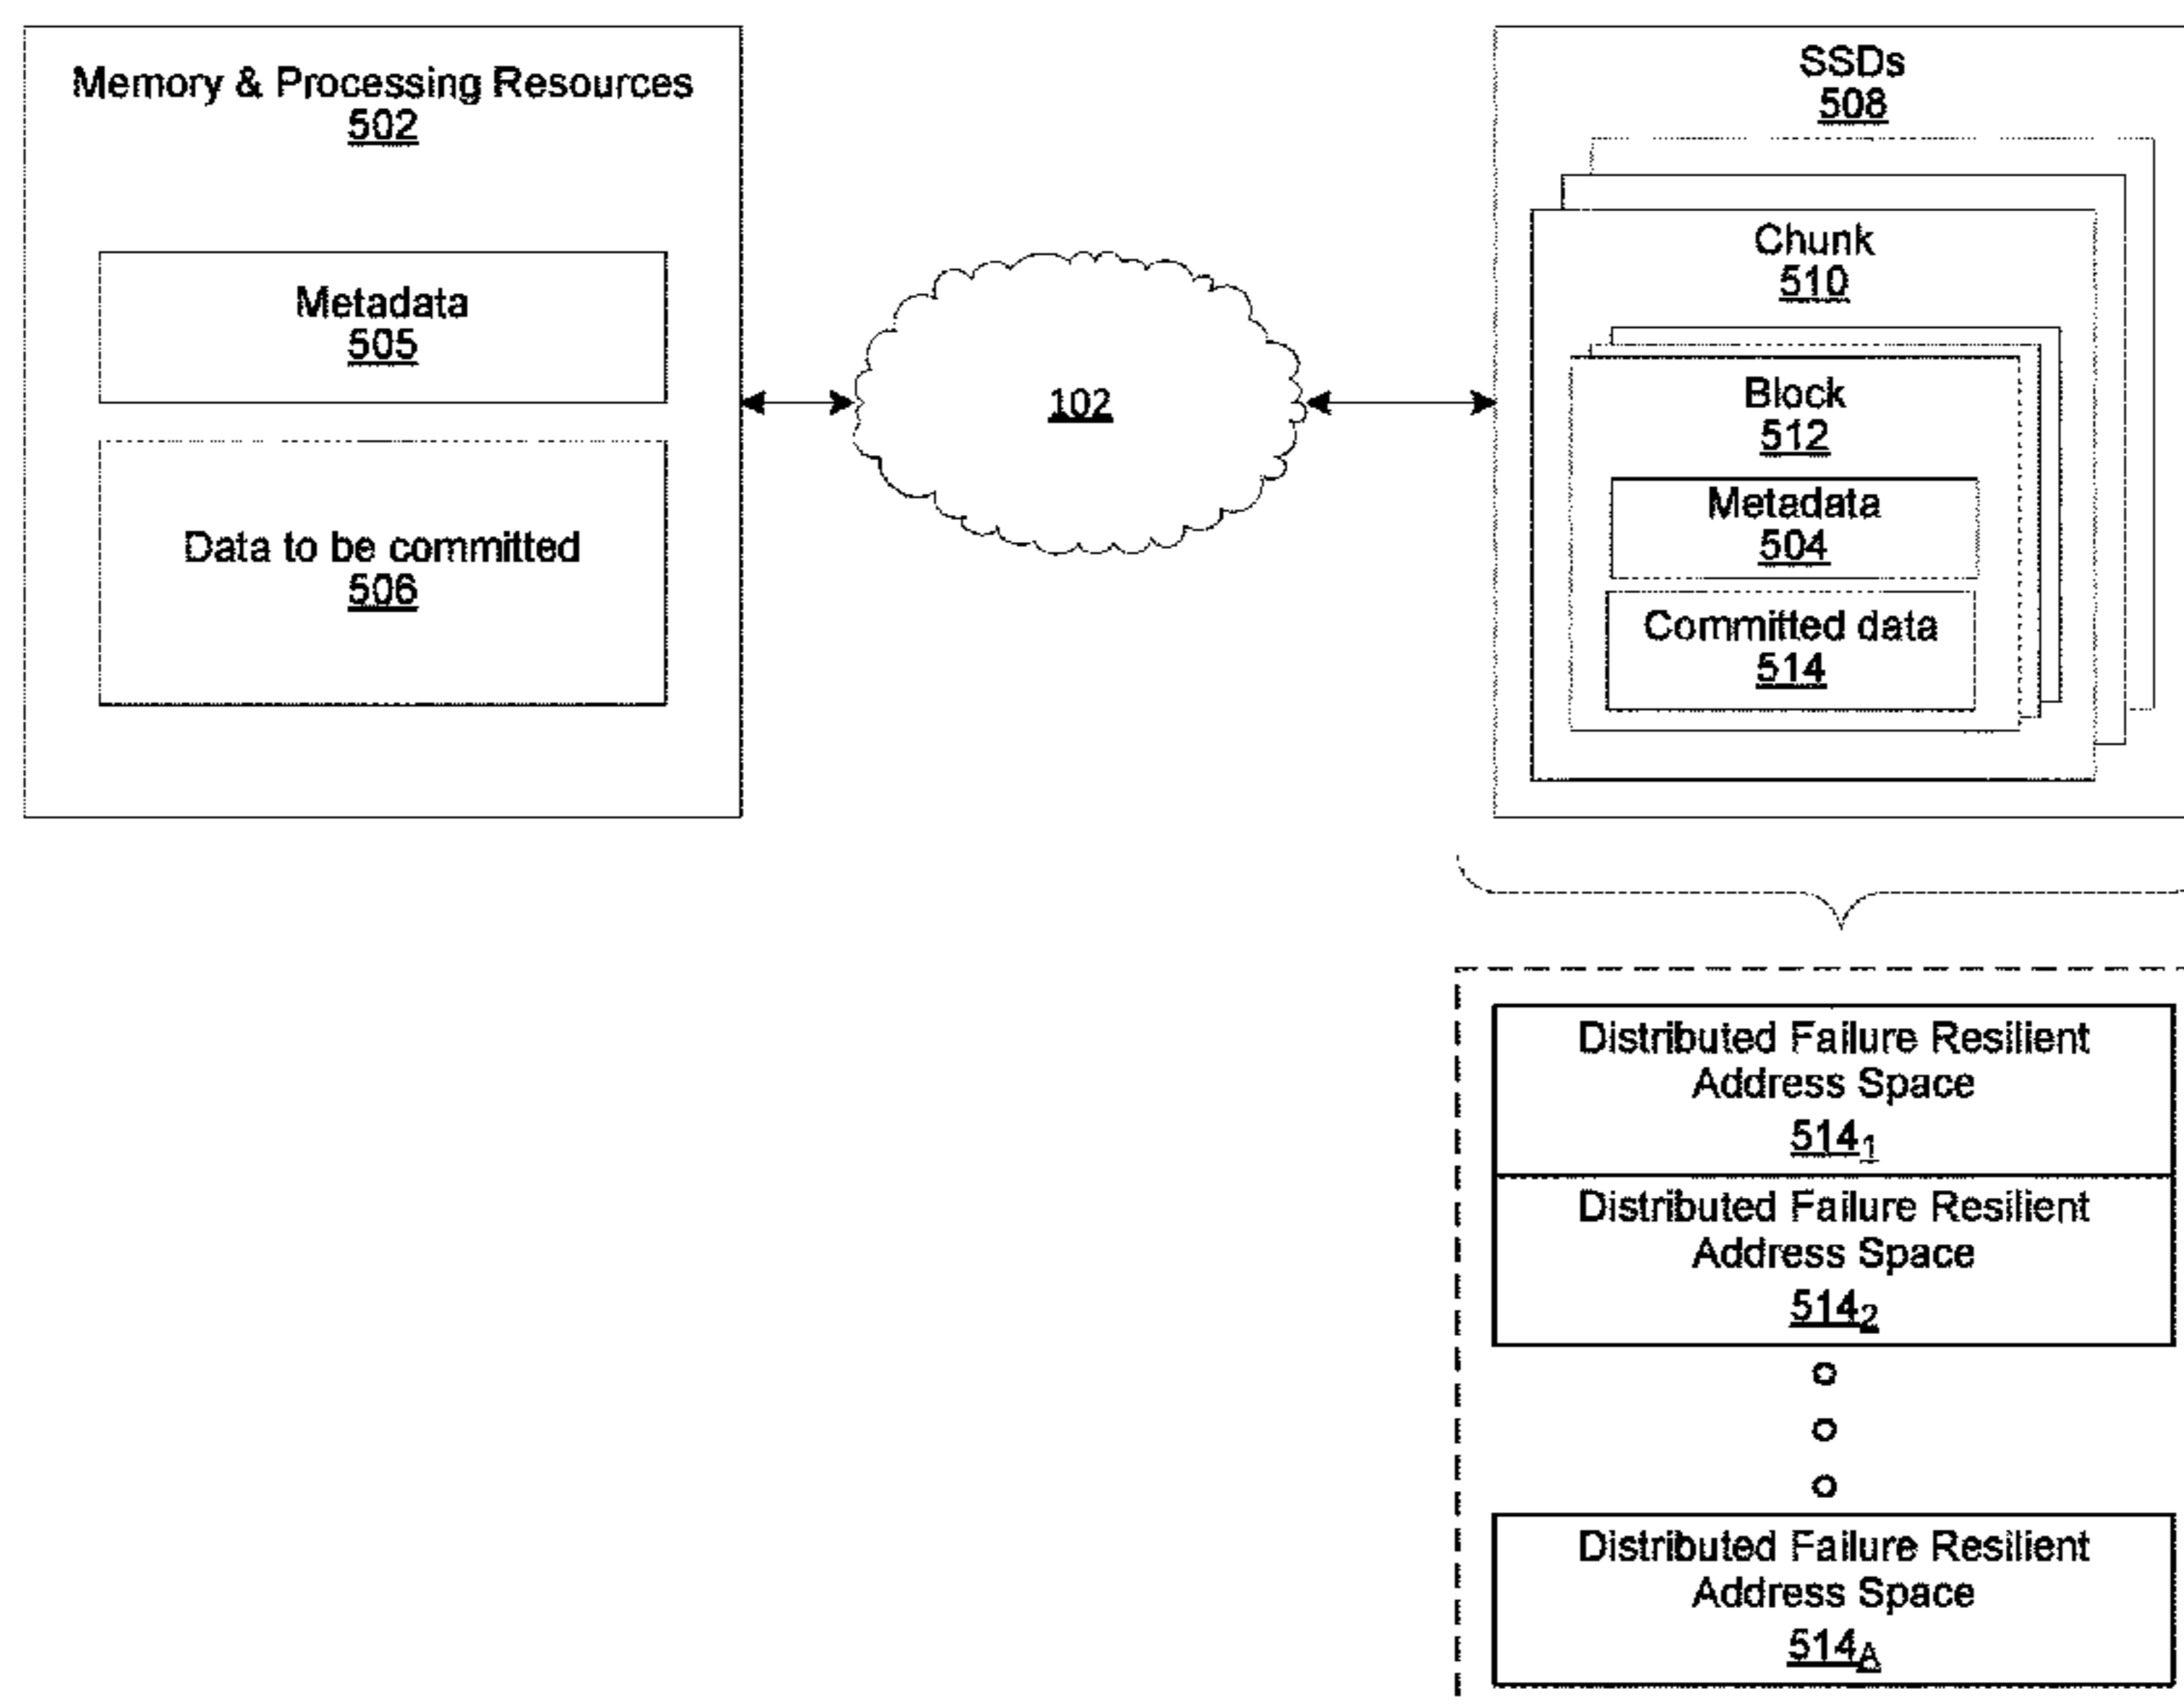 Memory & Processing Resources
502
Metadata
505
Data to be committed
506
102
SSDs
508
Chunk
510
Block
512
Metadata
504
Committed data
514
Distributed Failure Resilient
Address Space
514₁
Distributed Failure Resilient
Address Space
514₂
Distributed Failure Resilient
Address Space
514A